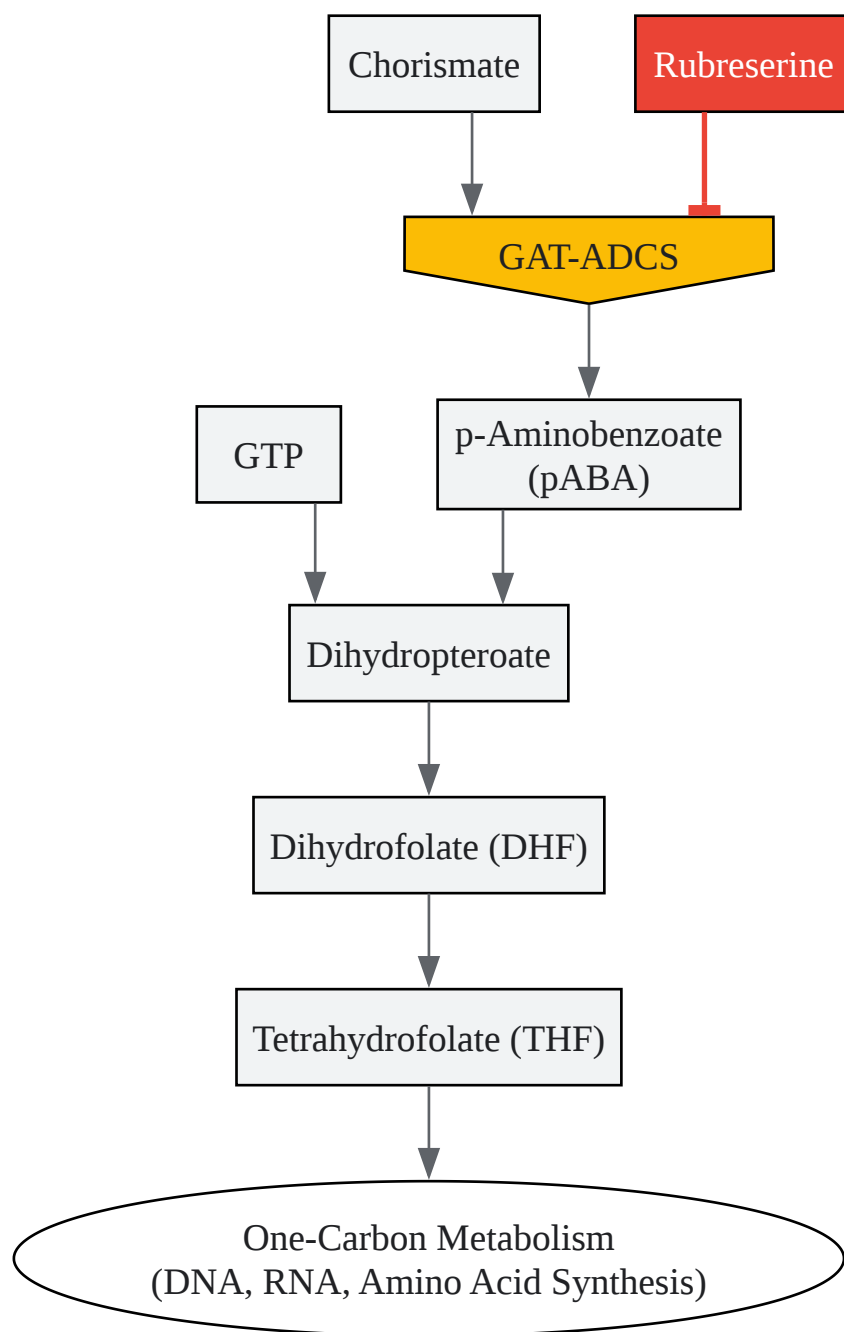 Chorismate
Rubreserine
GAT-ADCS
GTP
p-Aminobenzoate
(pABA)
Dihydropteroate
Dihydrofolate (DHF)
Tetrahydrofolate (THF)
One-Carbon Metabolism
(DNA, RNA, Amino Acid Synthesis)